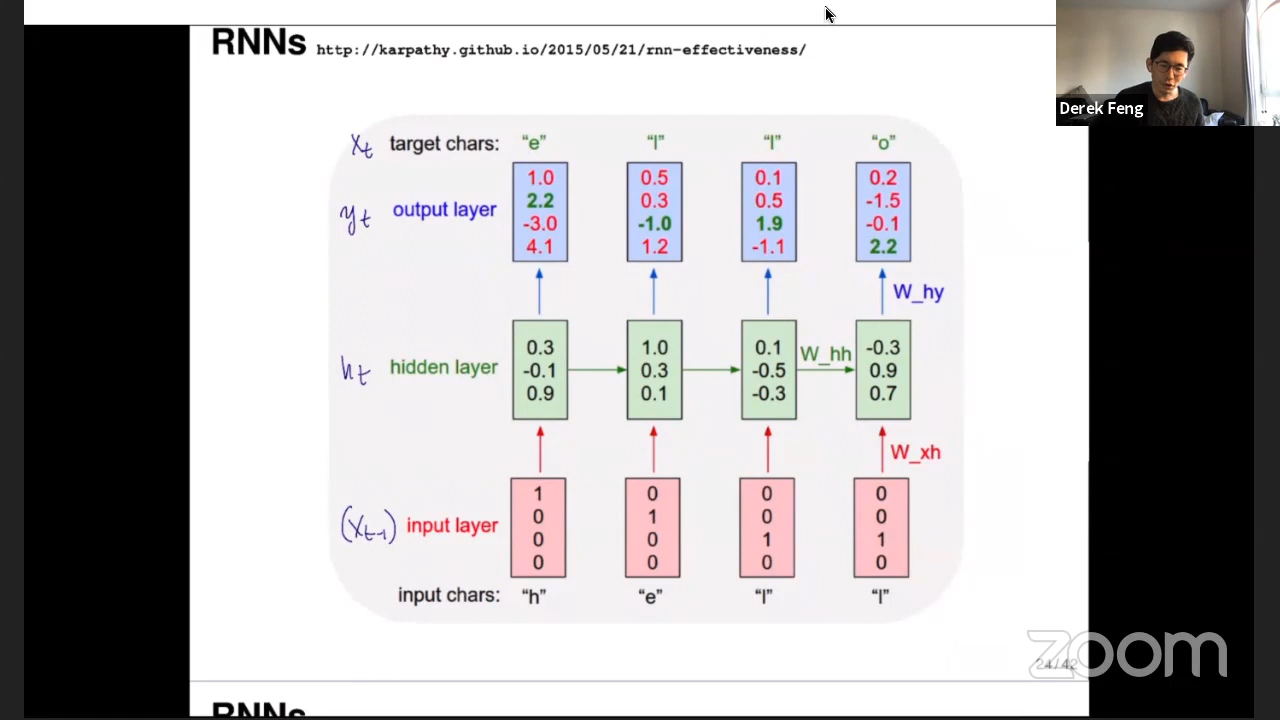 RNNs http://karpathy.github.io/2015/05/21/rnn-effectiveness/
Derek Feng
xt target chars: “e” “l” “l” “o”
1.0 0.5 0.1 0.2
2.2 0.3 0.5 -1.5
-3.0 -1.0 1.9 -0.1
4.1 1.2 -1.1 2.2
yt output layer
W_hy
0.3 1.0 0.1 -0.3
-0.1 0.3 -0.5 0.9
0.9 0.1 -0.3 0.7
ht hidden layer
W_hh
W_xh
1 0 0 0
0 1 0 0
0 0 1 1
0 0 0 0
(xt-1) input layer
input chars: “h” “e” “l” “l”
24/42
zoom
RNNs